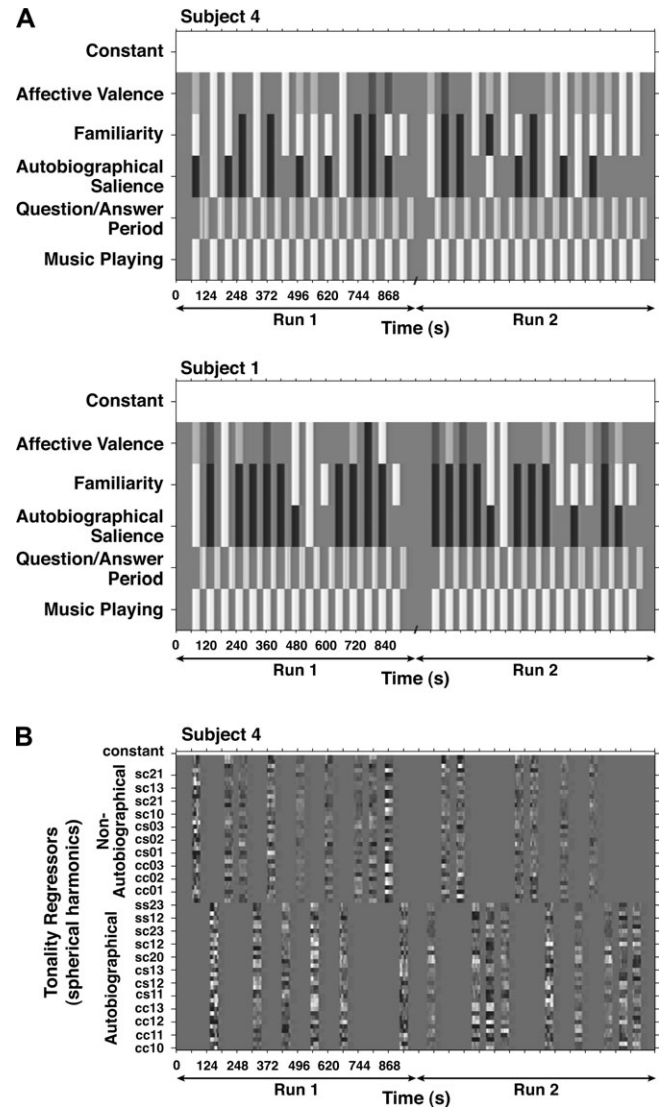 A
Subject 4
Constant
Affective Valence
Familiarity
Autobiographical
Salience
Question/Answer
Period
Music Playing
0 124 248 372 496 620 744 868
Run 1 Run 2
Time (s)
Subject 1
Constant
Affective Valence
Familiarity
Autobiographical
Salience
Question/Answer
Period
Music Playing
0 120 240 360 480 600 720 840
Run 1 Run 2
Time (s)
B
Subject 4
Tonality Regressors
(spherical harmonics)
Non-
Autobiographical
Autobiographical
constant
sc21
sc13
sc21
sc10
cs03
cs02
cs01
cc03
cc02
cc01
ss23
ss12
sc23
sc12
sc20
cs13
cs12
cs11
cc13
cc12
cc11
cc10
0 124 248 372 496 620 744 868
Run 1 Run 2
Time (s)